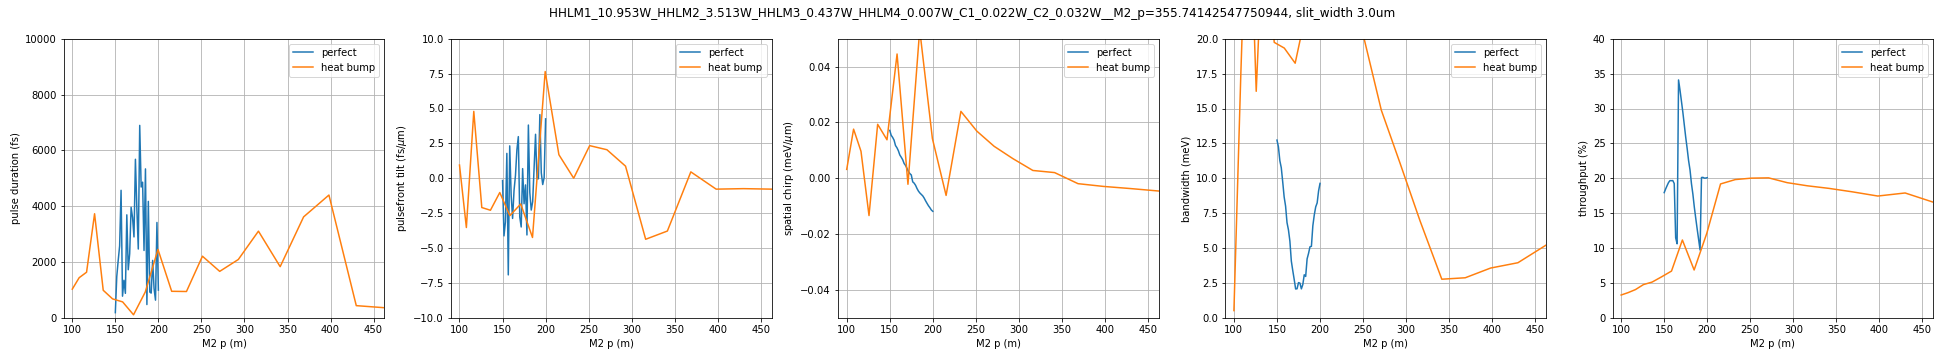 HHLM1_10.953W_HHLM2_3.513W_HHLM3_0.437W_HHLM4_0.007W_C1_0.022W_C2_0.032W__M2_p=355.74142547750944, slit_width 3.0um
pulse duration (fs)
10000
8000
6000
4000
2000
0
perfect
heat bump
100 150 200 250 300 350 400 450
M2 p (m)
pulsefront tilt (fs/μm)
10.0
7.5
5.0
2.5
0.0
−2.5
−5.0
−7.5
−10.0
perfect
heat bump
100 150 200 250 300 350 400 450
M2 p (m)
spatial chirp (meV/μm)
0.04
0.02
0.00
−0.02
−0.04
perfect
heat bump
100 150 200 250 300 350 400 450
M2 p (m)
bandwidth (meV)
20.0
17.5
15.0
12.5
10.0
7.5
5.0
2.5
0.0
perfect
heat bump
100 150 200 250 300 350 400 450
M2 p (m)
throughput (%)
40
35
30
25
20
15
10
5
0
perfect
heat bump
100 150 200 250 300 350 400 450
M2 p (m)